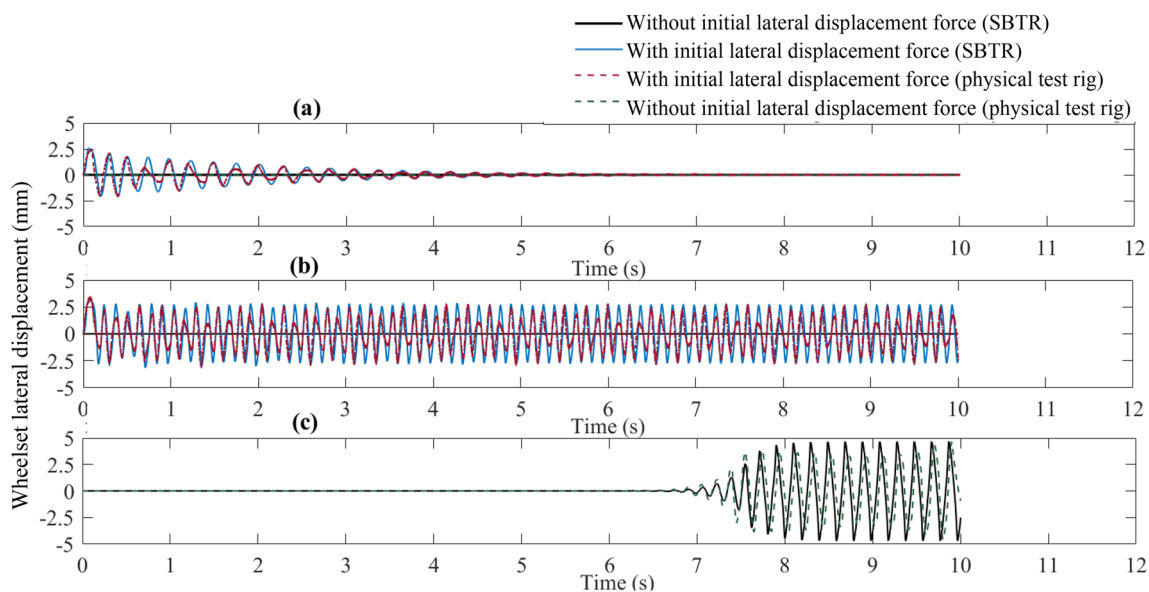 Without initial lateral displacement force (SBTR)
With initial lateral displacement force (SBTR)
With initial lateral displacement force (physical test rig)
Without initial lateral displacement force (physical test rig)
Wheelset lateral displacement (mm)
(a)
5
2.5
0
-2.5
-5
0 1 2 3 4 5 6 7 8 9 10 11 12
Time (s)
(b)
5
2.5
0
-2.5
-5
0 1 2 3 4 5 6 7 8 9 10 11 12
Time (s)
(c)
5
2.5
0
-2.5
-5
0 1 2 3 4 5 6 7 8 9 10 11 12
Time (s)